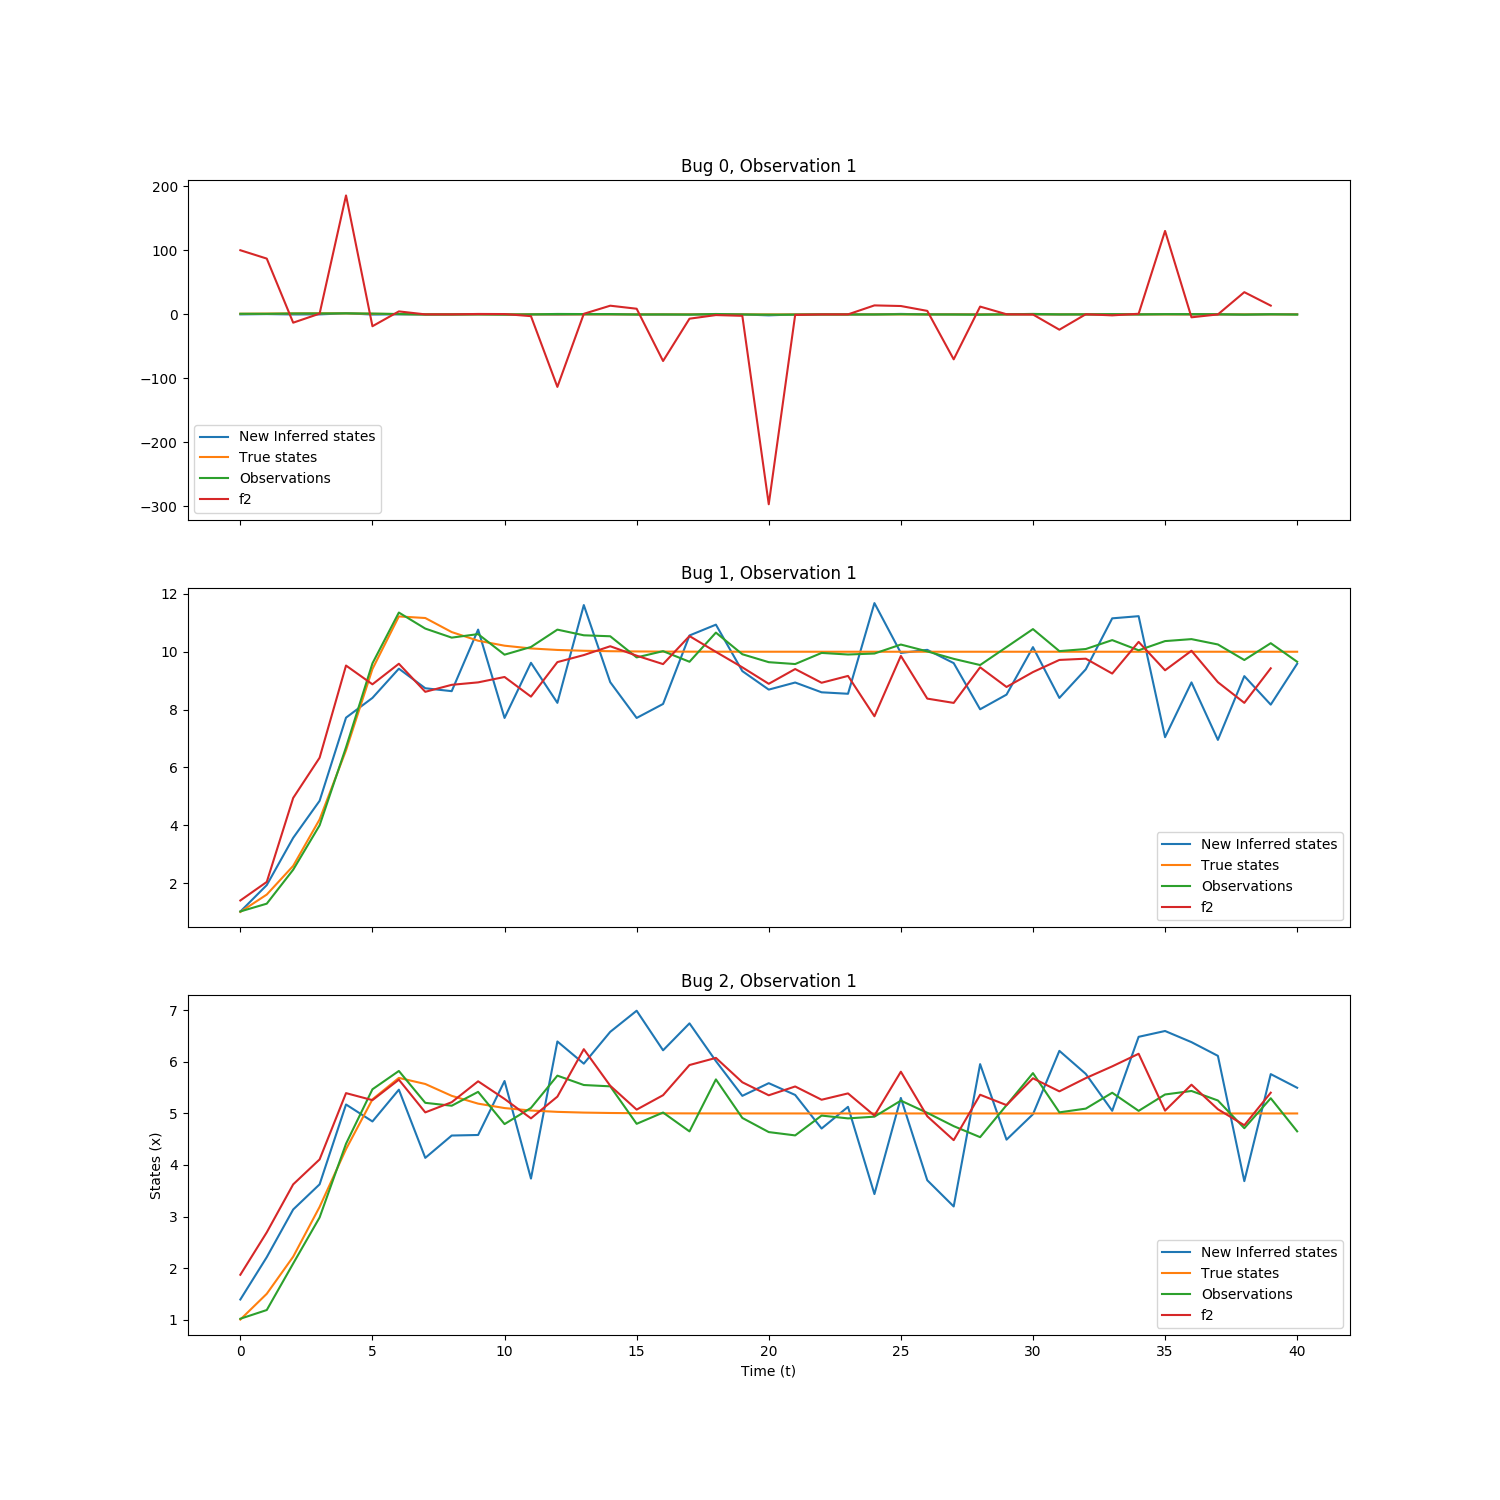 Bug 0, Observation 1
200
100
0
−100
−200
−300
New Inferred states
True states
Observations
f2
Bug 1, Observation 1
12
10
8
6
4
2
New Inferred states
True states
Observations
f2
Bug 2, Observation 1
7
6
5
4
3
2
1
States (x)
New Inferred states
True states
Observations
f2
0 5 10 15 20 25 30 35 40
Time (t)